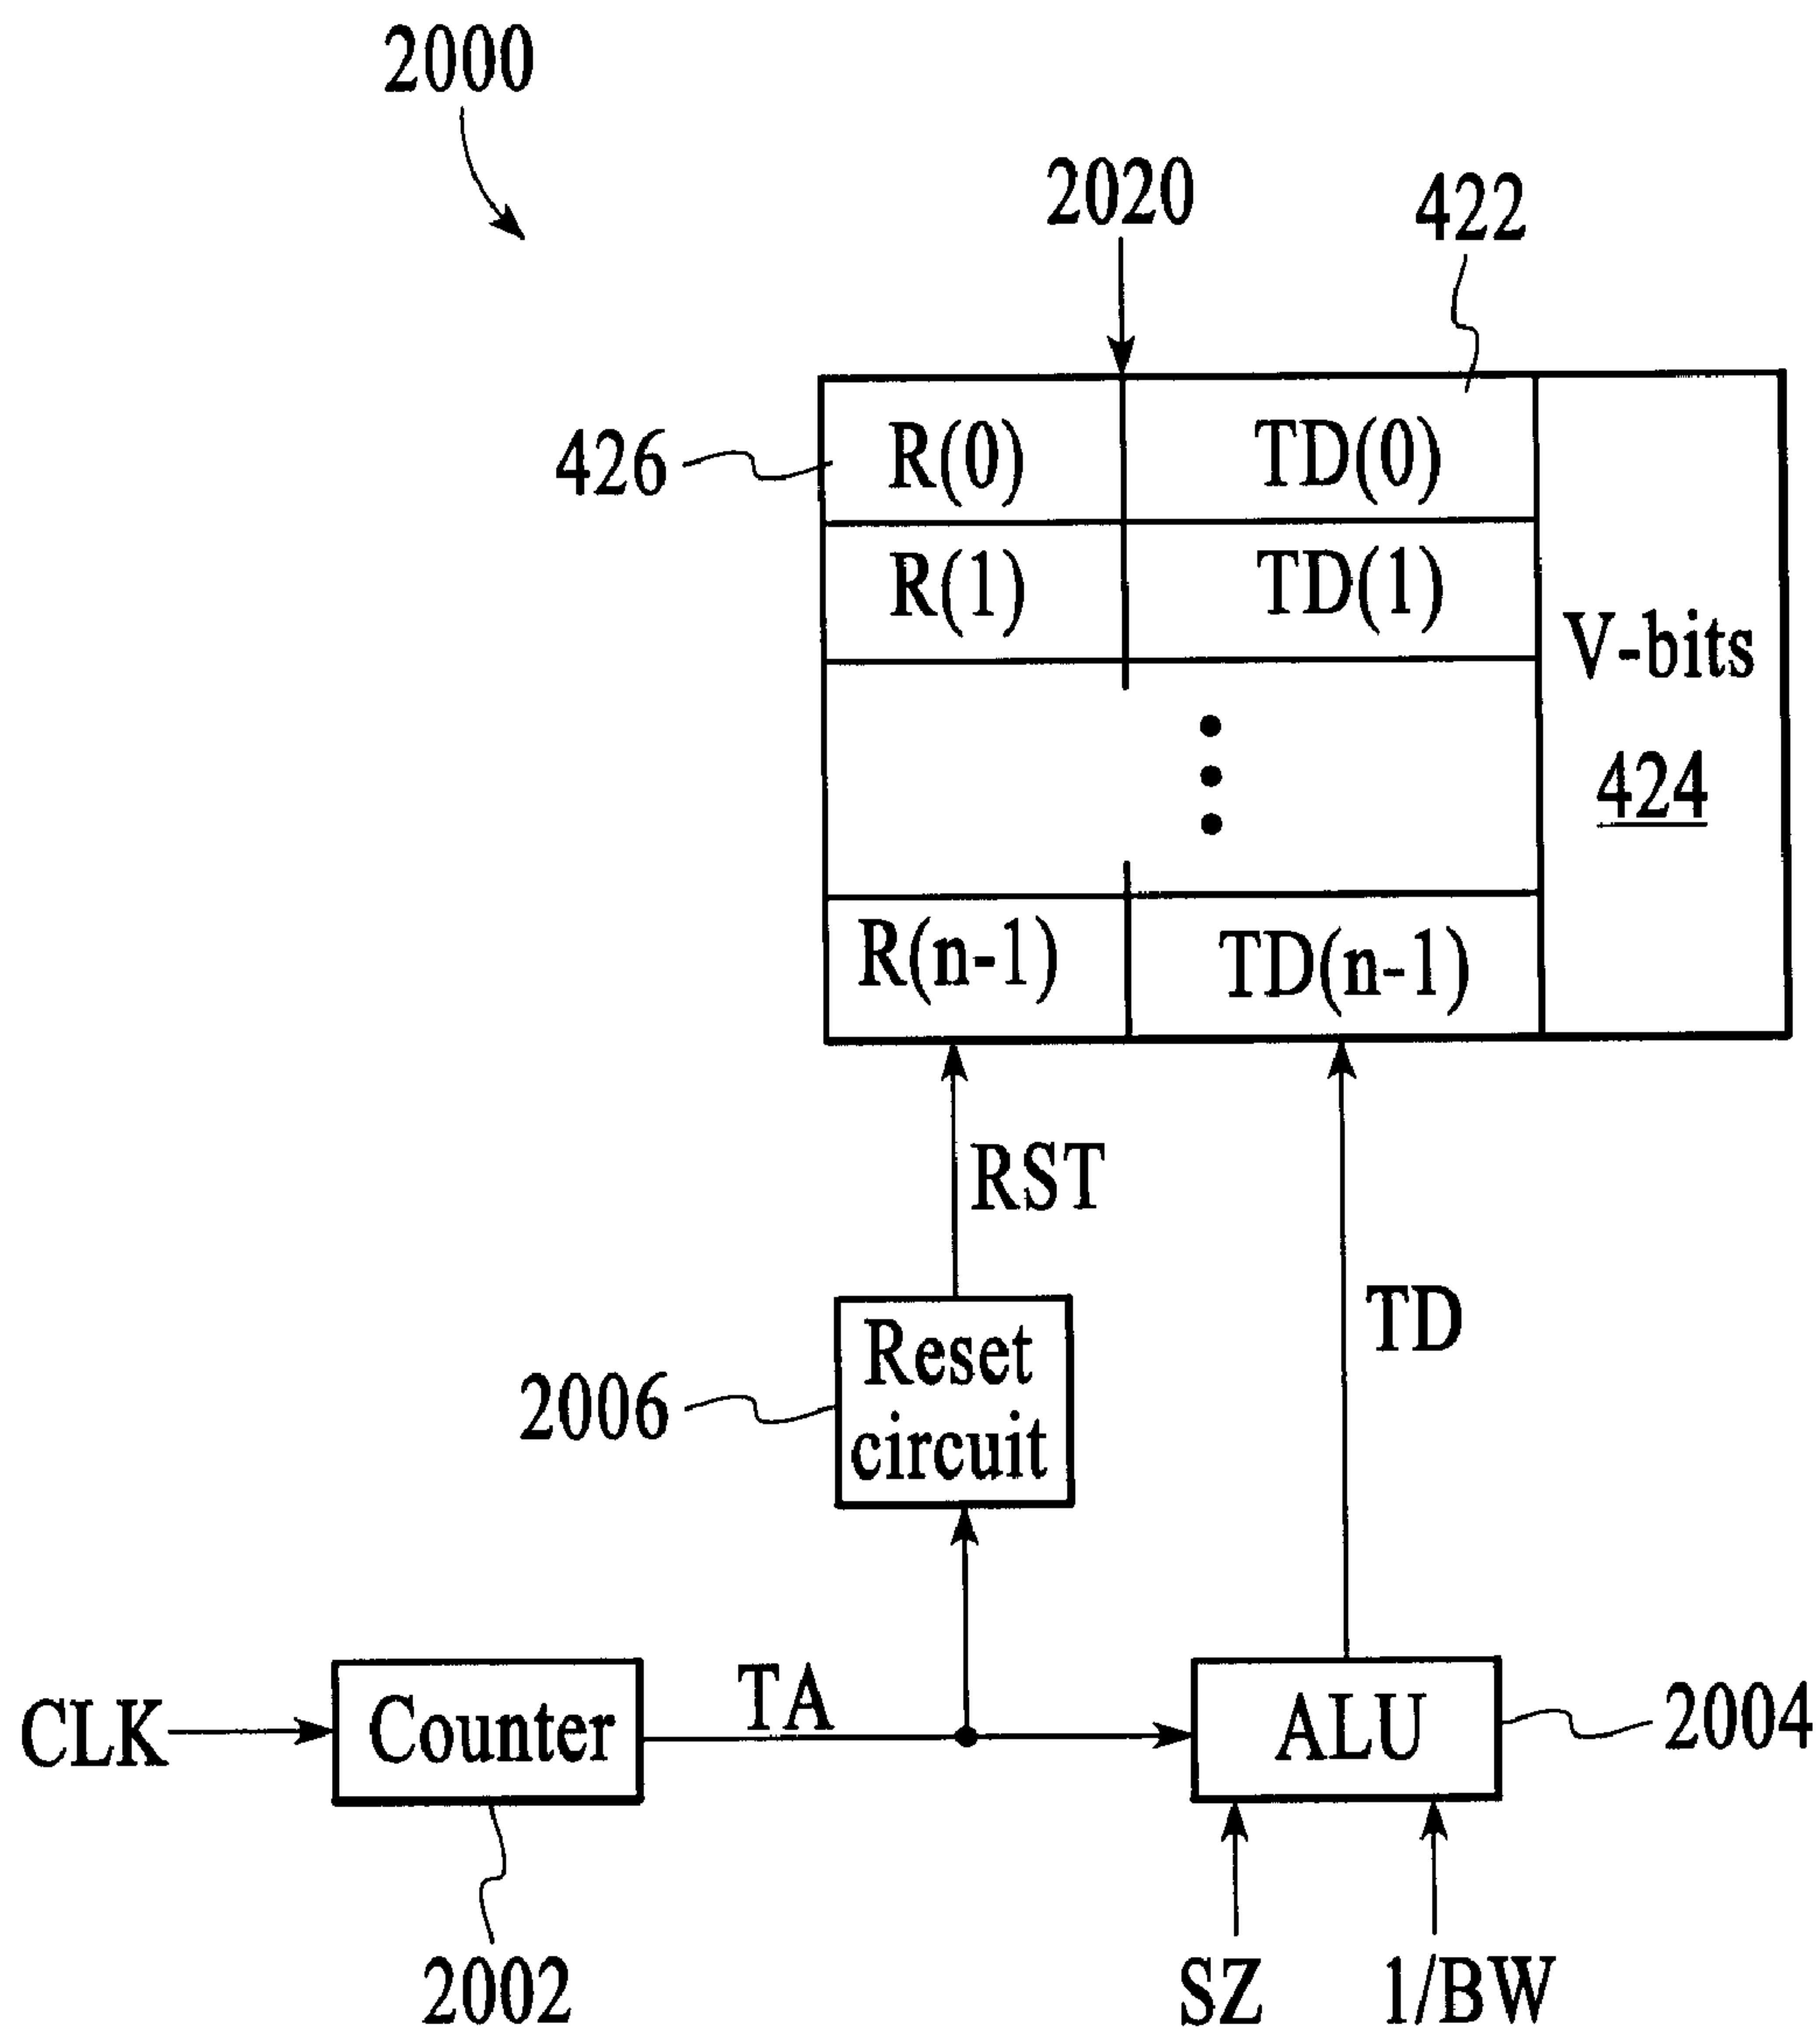 2000
2020
422
426
R(0) TD(0)
R(1) TD(1)
V-bits
424
R(n-1) TD(n-1)
RST
TD
2006
Reset
circuit
TA
CLK
Counter
ALU
2004
2002
SZ
1/BW